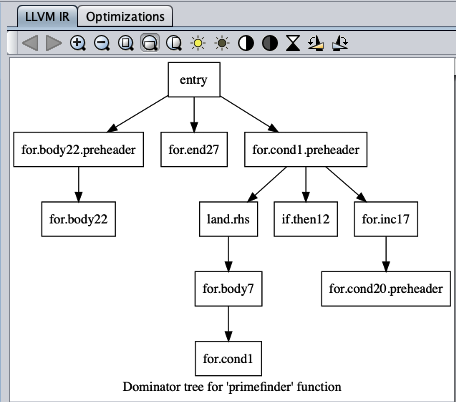 LLVM IR Optimizations
entry
for.body22.preheader for.end27 for.cond1.preheader
for.body22 land.rhs if.then12 for.inc17
for.body7 for.cond20.preheader
for.cond1
Dominator tree for 'primefinder' function